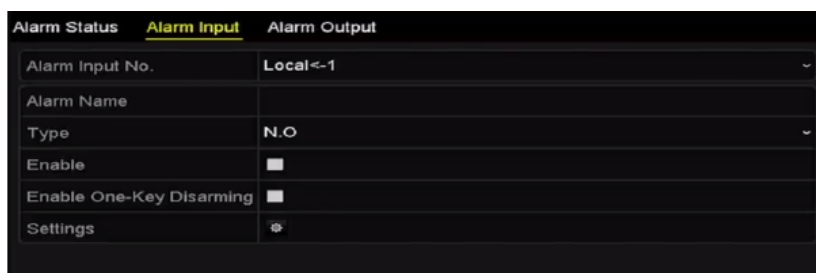 Alarm Status Alarm Input Alarm Output
Alarm Input No. Local<-1
Alarm Name
Type N.O
Enable
Enable One-Key Disarming
Settings